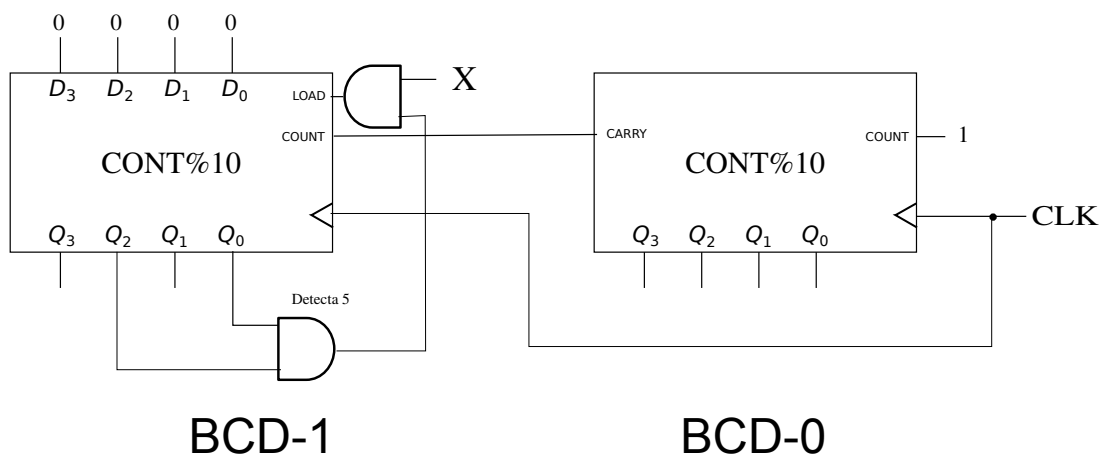 0 0 0 0
D3 D2 D1 D0
LOAD
X
COUNT
CONT%10
Q3 Q2 Q1 Q0
Detecta 5
BCD-1
CARRY
COUNT
1
CONT%10
CLK
Q3 Q2 Q1 Q0
BCD-0